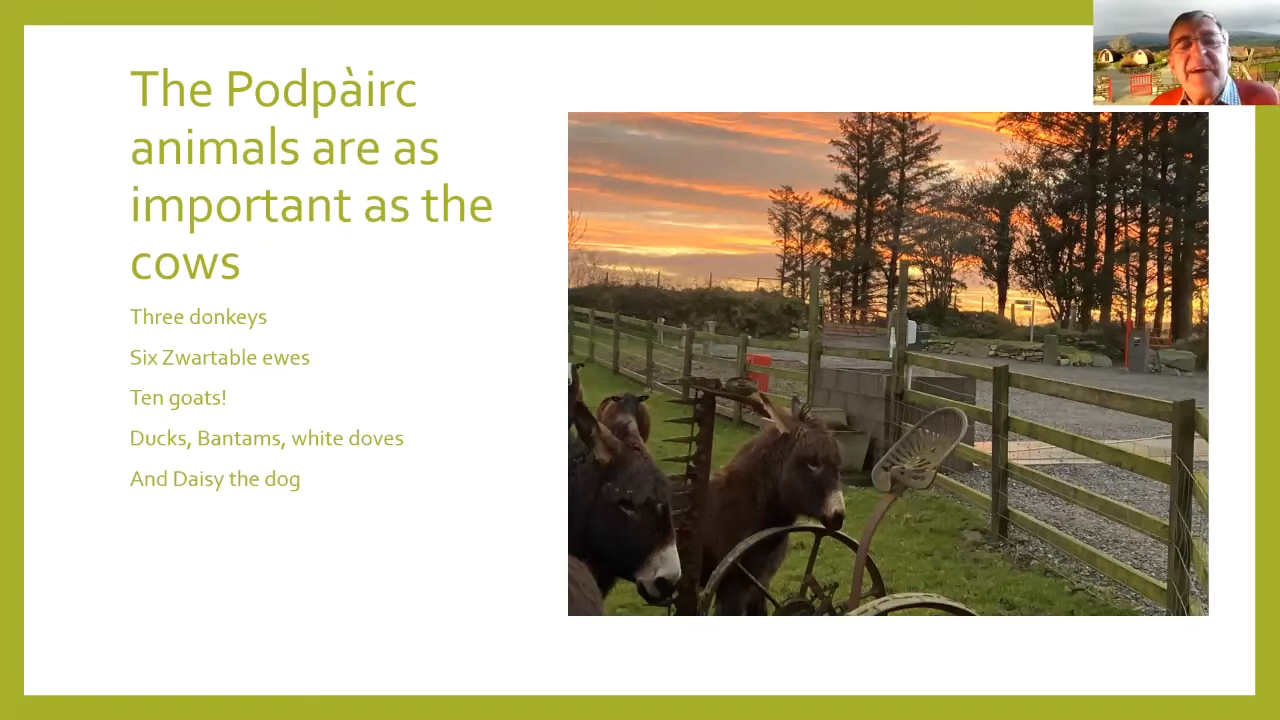 The Podpàirc
animals are as
important as the
cows
Three donkeys
Six Zwartable ewes
Ten goats!
Ducks, Bantams, white doves
And Daisy the dog